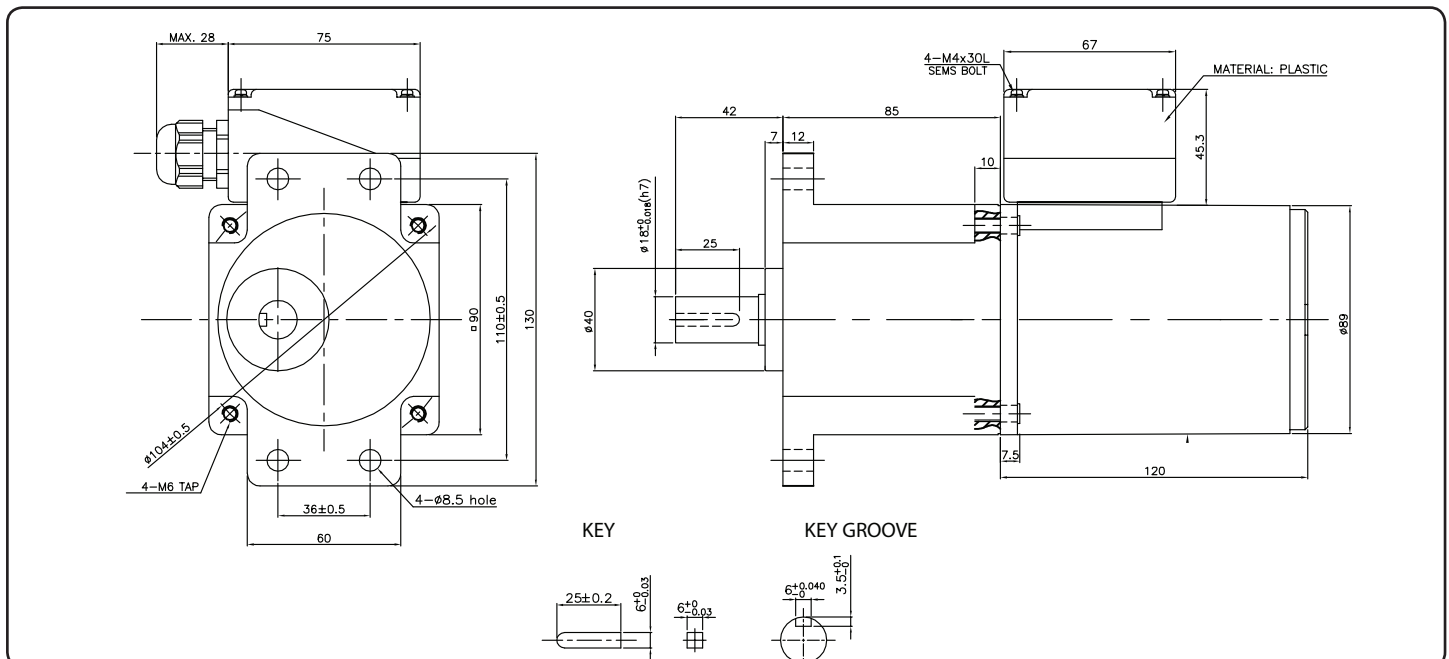 MAX. 28
75
4-M4x30L
SEMS BOLT
67
MATERIAL: PLASTIC
42
85
7
12
10
45.3
ø18+0 -0.018(h7)
25
ø40
□90
110±0.5
130
ø89
ø104±0.5
4-M6 TAP
4-ø8.5 hole
36±0.5
60
7.5
120
KEY
KEY GROOVE
25±0.2
6+0 -0.03
6+0 -0.03
6+0.040 -0
3.5+0.1 -0